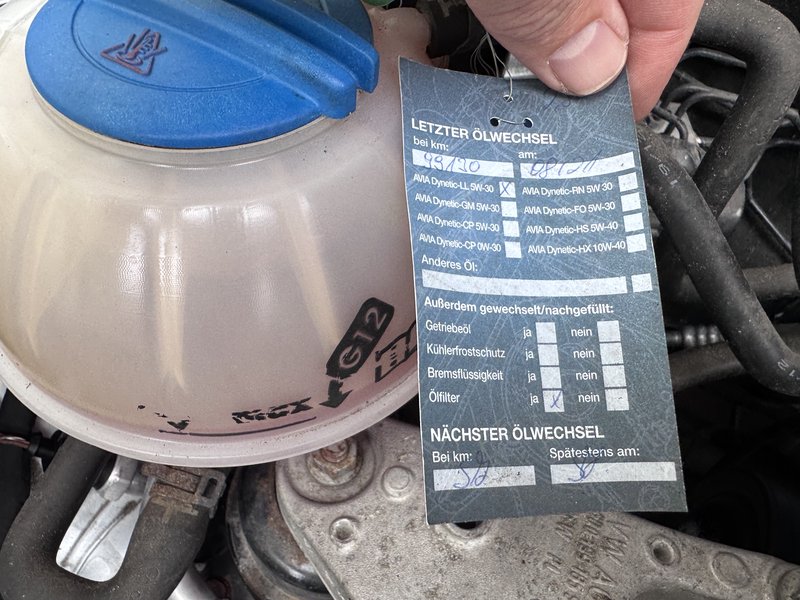 G12
MAX
LETZTER ÖLWECHSEL
bei km: am:
AVIA Dynetic-LL 5W-30 X AVIA Dynetic-RN 5W 30
AVIA Dynetic-GM 5W-30 AVIA Dynetic-FO 5W-30
AVIA Dynetic-CP 5W-30 AVIA Dynetic-HS 5W-40
AVIA Dynetic-CP 0W-30 AVIA Dynetic-HX 10W-40
Anderes Öl:
Außerdem gewechselt/nachgefüllt:
Getriebeöl ja nein
Kühlerfrostschutz ja nein
Bremsflüssigkeit ja nein
Ölfilter ja X nein
NÄCHSTER ÖLWECHSEL
Bei km: Spätestens am: